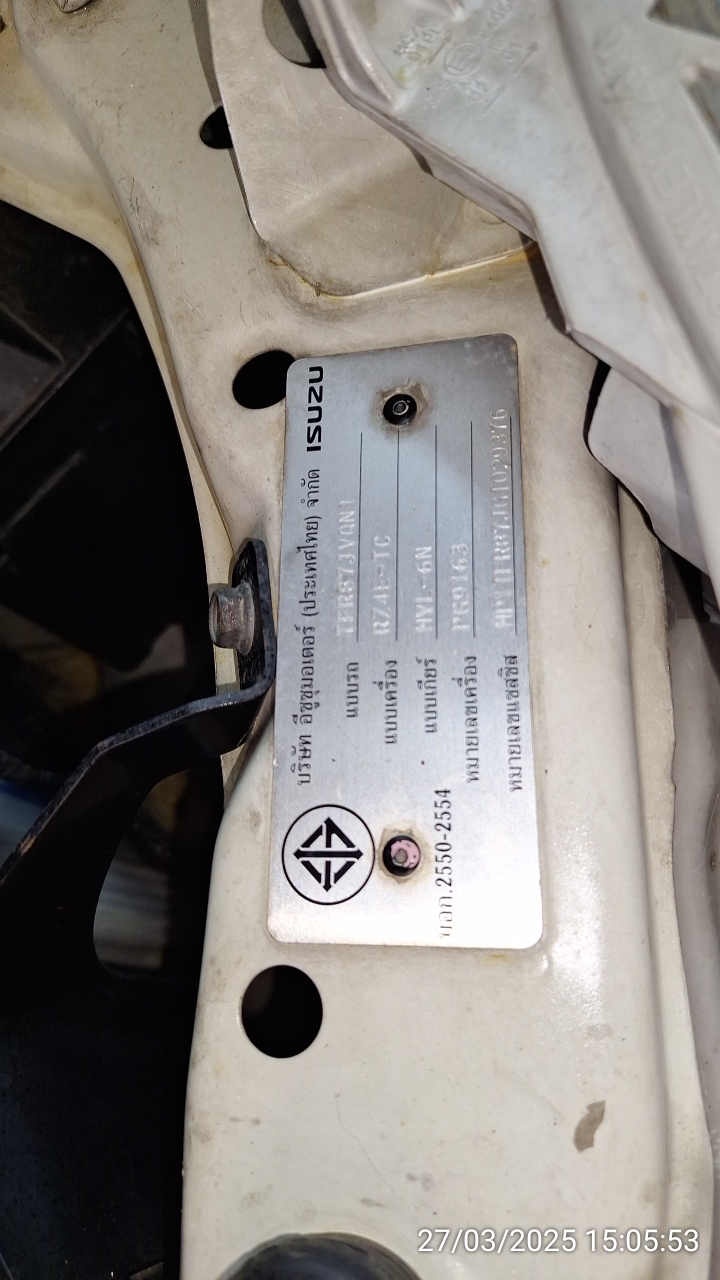 บริษัท อีซูซุมอเตอร์ (ประเทศไทย) จำกัด ISUZU
แบบรถ TFR87JVQN1
แบบเครื่อง RZ4E-TC
แบบเกียร์ MVL-6N
หมายเลขเครื่อง PG9163
หมายเลขแชสซิส
มอก.2550-2554
27/03/2025 15:05:53